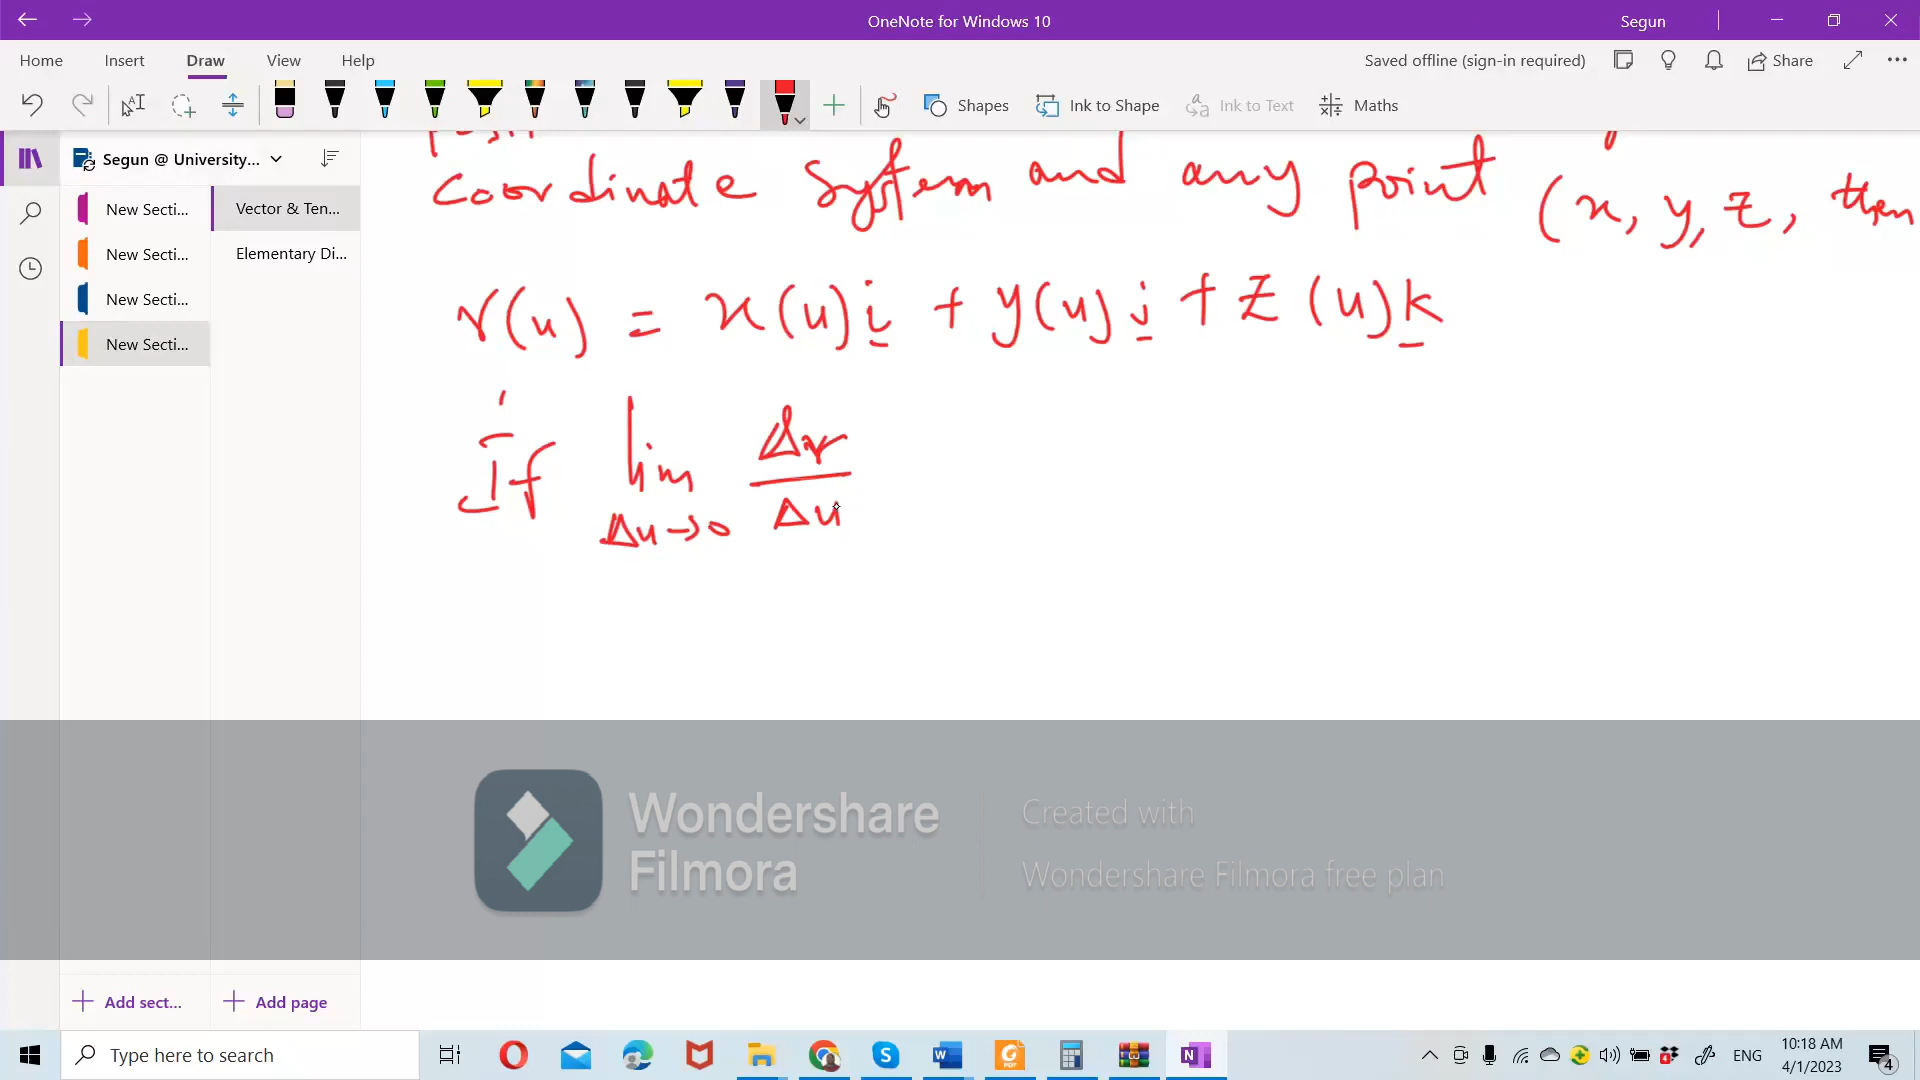 OneNote for Windows 10
Segun
Home
Insert
Draw
View
Help
Saved offline (sign-in required)
Share
Shapes
Ink to Shape
Ink to Text
Maths
Segun @ University...
New Secti...
New Secti...
New Secti...
New Secti...
Vector & Ten...
Elementary Di...
coordinate system and any point (x, y, z, then
r(u) = x(u)i + y(u)j + z(u)k
If lim Δr
Δu→0 Δu
Wondershare
Filmora
Created with
Wondershare Filmora free plan
Add sect...
Add page
Type here to search
ENG
10:18 AM
4/1/2023
4